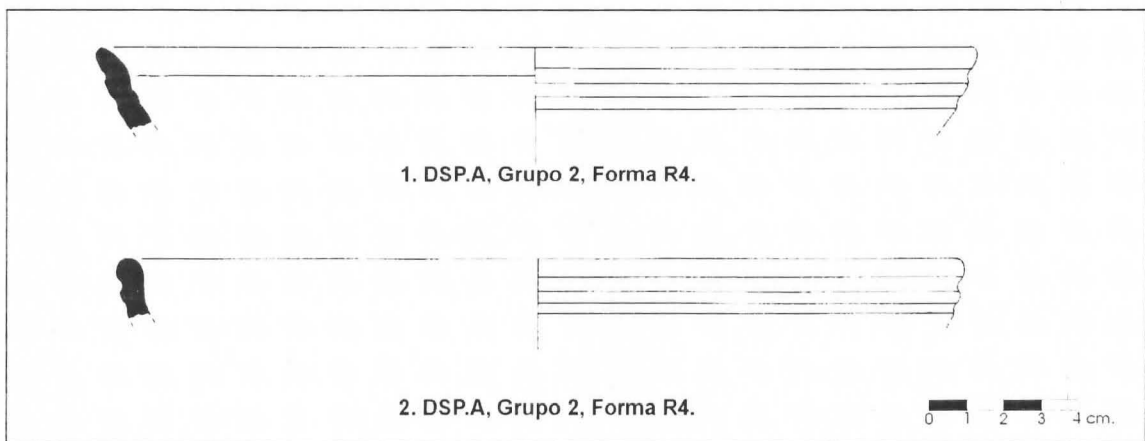 1. DSP.A, Grupo 2, Forma R4.
2. DSP.A, Grupo 2, Forma R4.
0 1 2 3 4 cm.